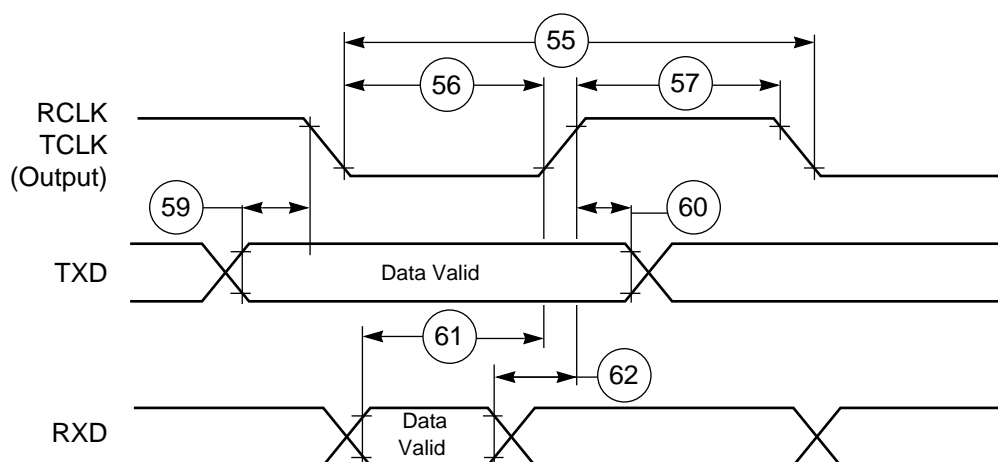 55
56
57
RCLK
TCLK
(Output)
59
60
TXD
Data Valid
61
62
RXD
Data
Valid